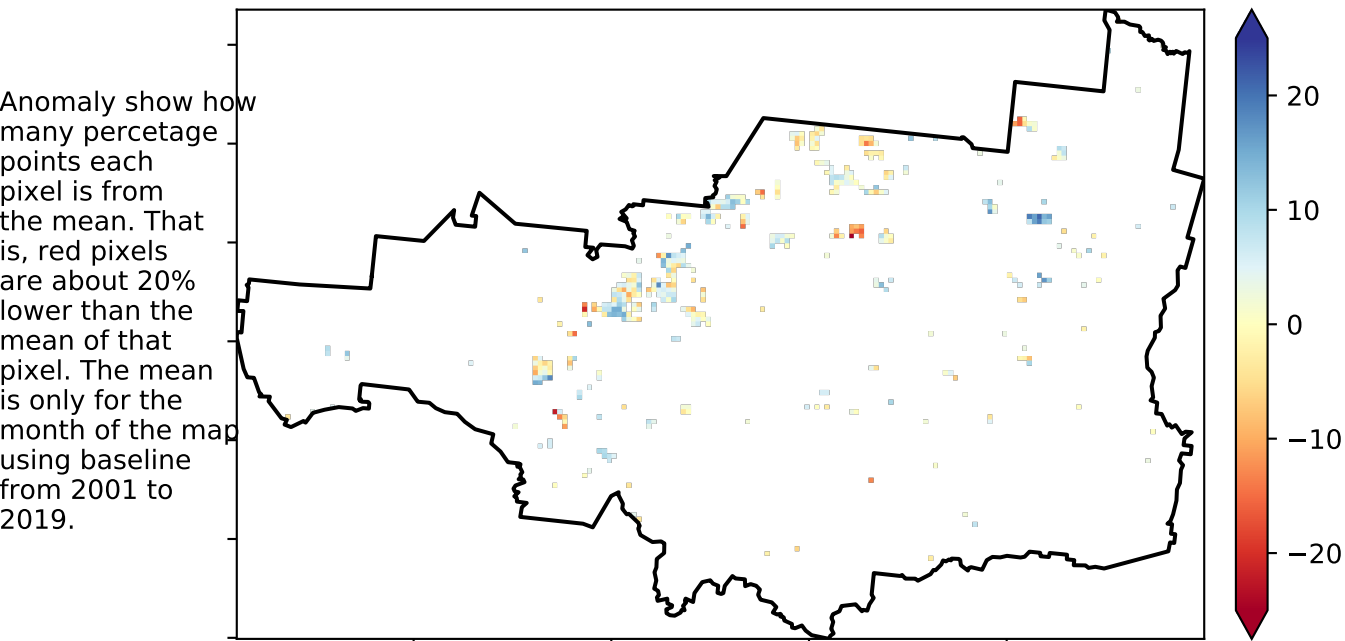 Anomaly show how
many percetage
points each
pixel is from
the mean. That
is, red pixels
are about 20%
lower than the
mean of that
pixel. The mean
is only for the
month of the map
using baseline
from 2001 to
2019.
20
10
0
−10
−20